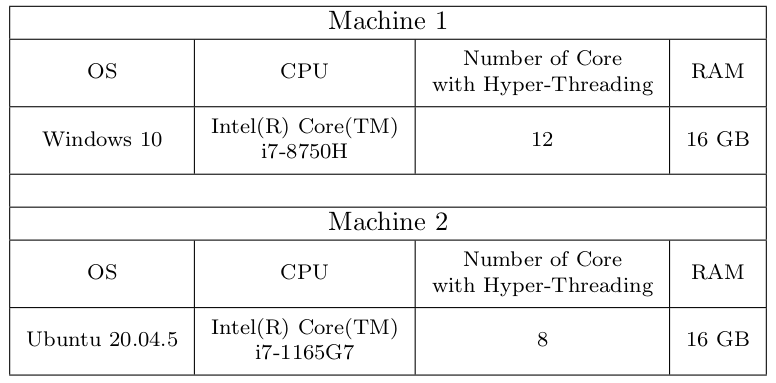 Machine 1
OS
CPU
Number of Core
with Hyper-Threading
RAM
Windows 10
Intel(R) Core(TM)
i7-8750H
12
16 GB
Machine 2
OS
CPU
Number of Core
with Hyper-Threading
RAM
Ubuntu 20.04.5
Intel(R) Core(TM)
i7-1165G7
8
16 GB